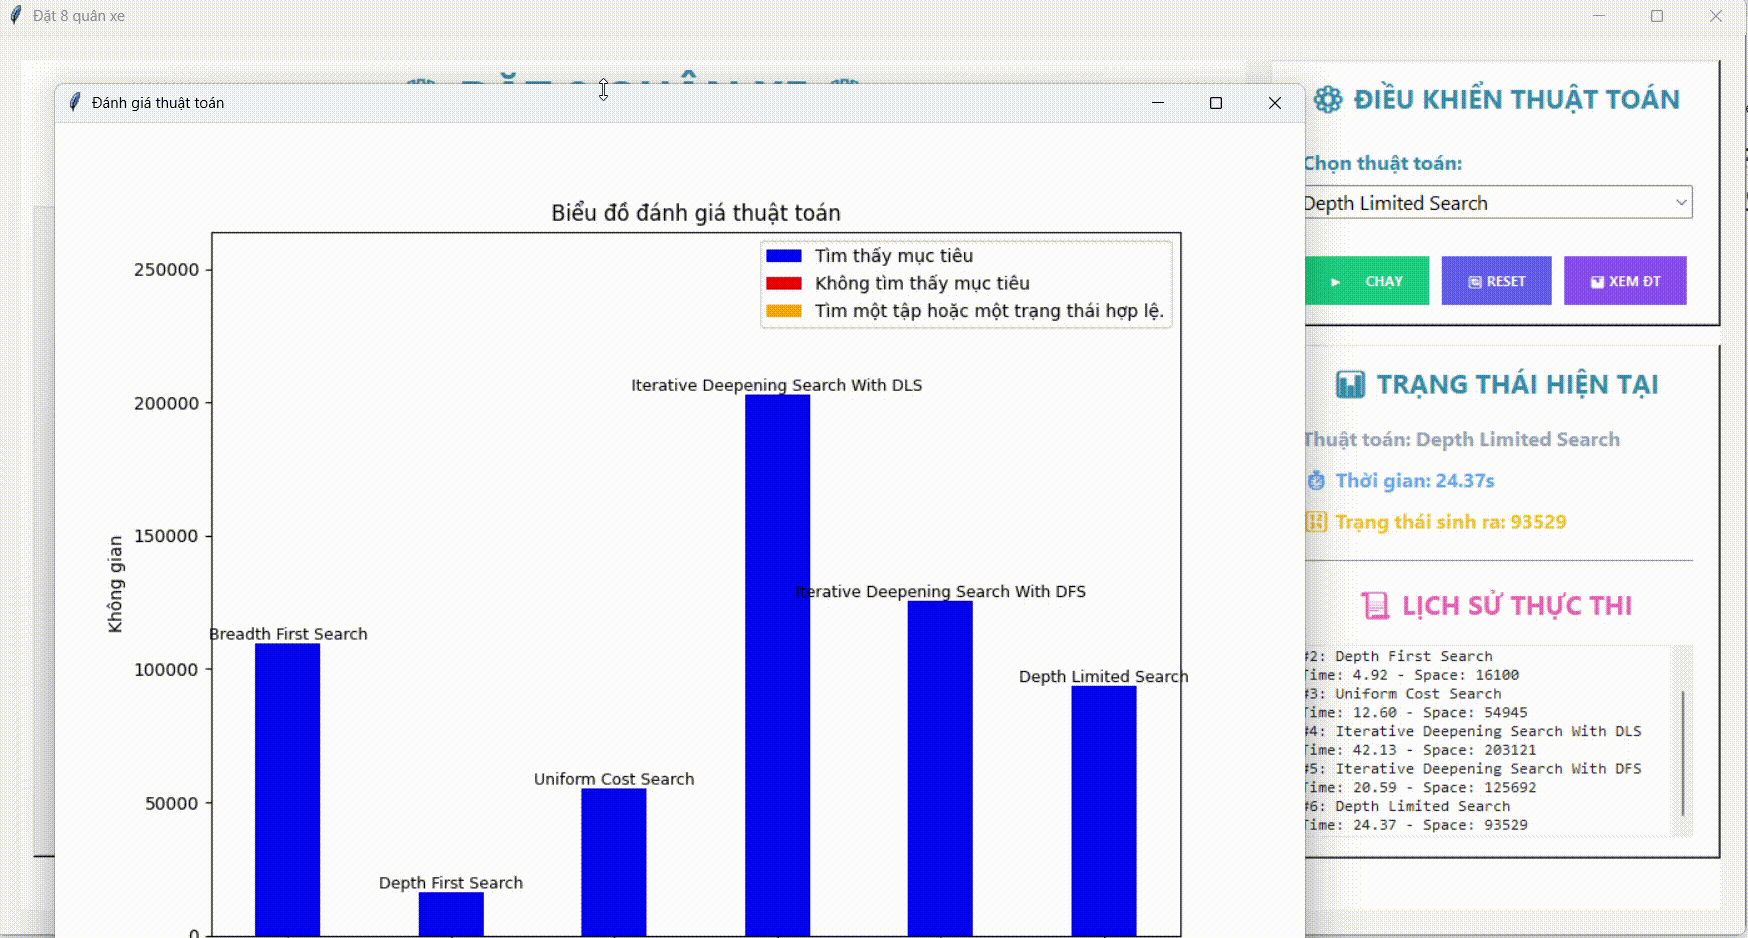 Đặt 8 quân xe
Đánh giá thuật toán
Biểu đồ đánh giá thuật toán
Tìm thấy mục tiêu
Không tìm thấy mục tiêu
Tìm một tập hoặc một trạng thái hợp lệ.
250000
200000
150000
100000
50000
0
Không gian
Breadth First Search
Depth First Search
Uniform Cost Search
Iterative Deepening Search With DLS
Iterative Deepening Search With DFS
Depth Limited Search
ĐIỀU KHIỂN THUẬT TOÁN
Chọn thuật toán:
Depth Limited Search
CHẠY
RESET
XEM ĐT
TRẠNG THÁI HIỆN TẠI
Thuật toán: Depth Limited Search
Thời gian: 24.37s
Trạng thái sinh ra: 93529
LỊCH SỬ THỰC THI
#2: Depth First Search
Time: 4.92 - Space: 16100
#3: Uniform Cost Search
Time: 12.60 - Space: 54945
#4: Iterative Deepening Search With DLS
Time: 42.13 - Space: 203121
#5: Iterative Deepening Search With DFS
Time: 20.59 - Space: 125692
#6: Depth Limited Search
Time: 24.37 - Space: 93529